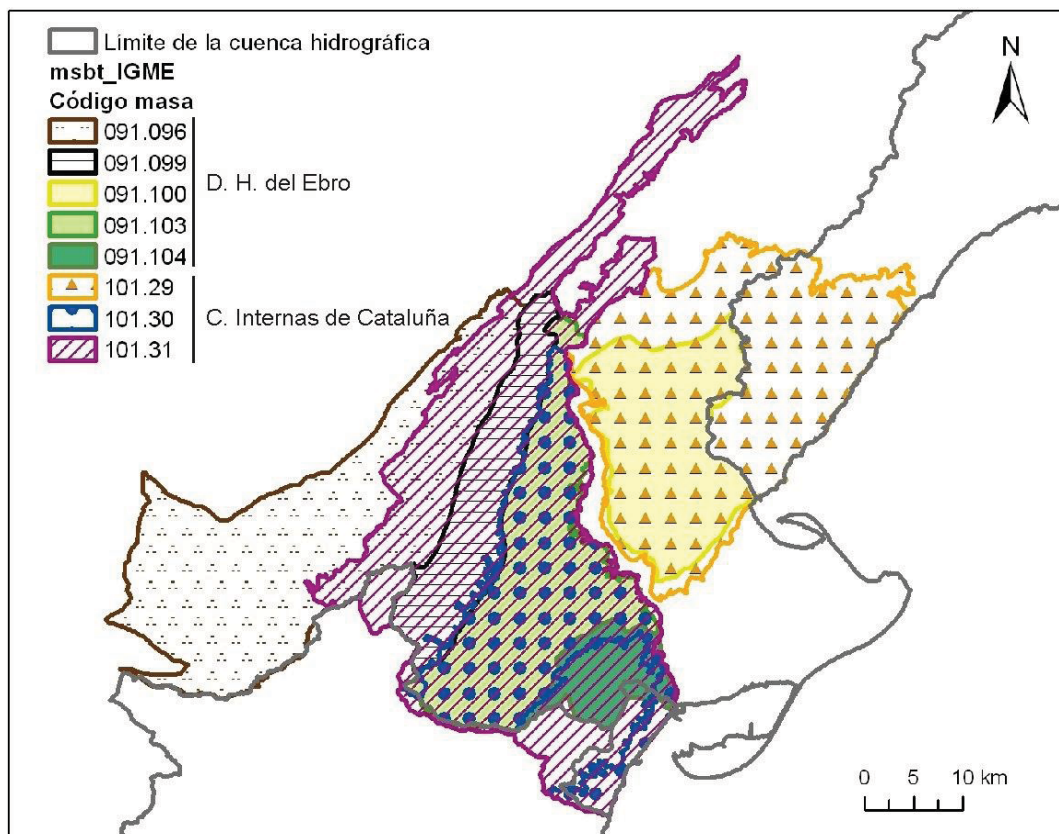 Límite de la cuenca hidrográfica
msbt_IGME
Código masa
091.096
091.099
091.100
091.103
091.104
D. H. del Ebro
101.29
101.30
101.31
C. Internas de Cataluña
N
0 5 10 km